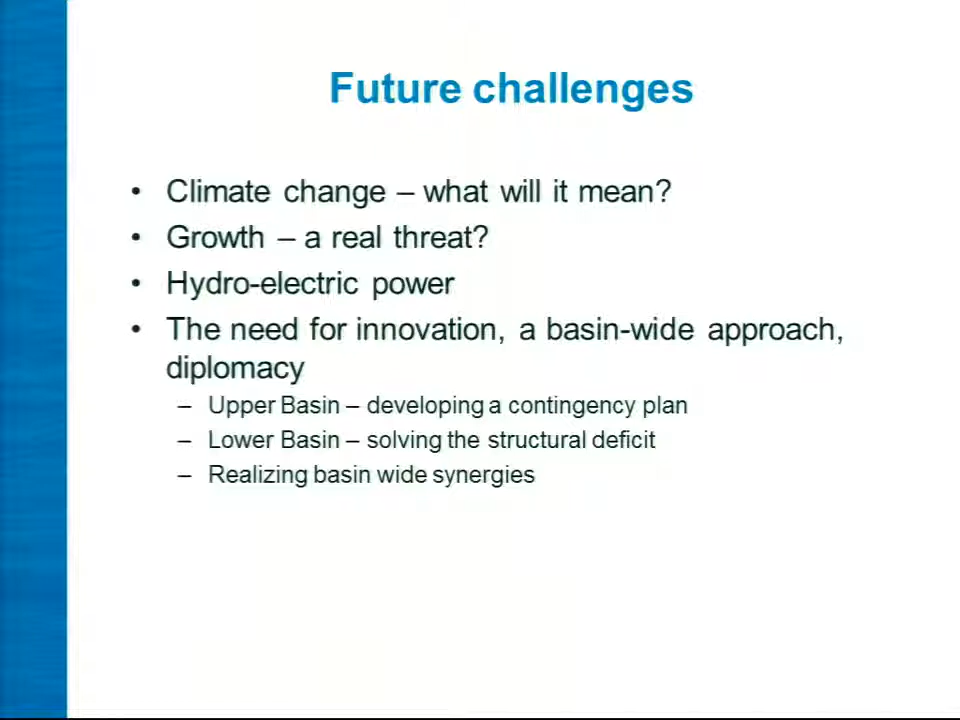 Future challenges
• Climate change – what will it mean?
• Growth – a real threat?
• Hydro-electric power
• The need for innovation, a basin-wide approach,
diplomacy
– Upper Basin – developing a contingency plan
– Lower Basin – solving the structural deficit
– Realizing basin wide synergies